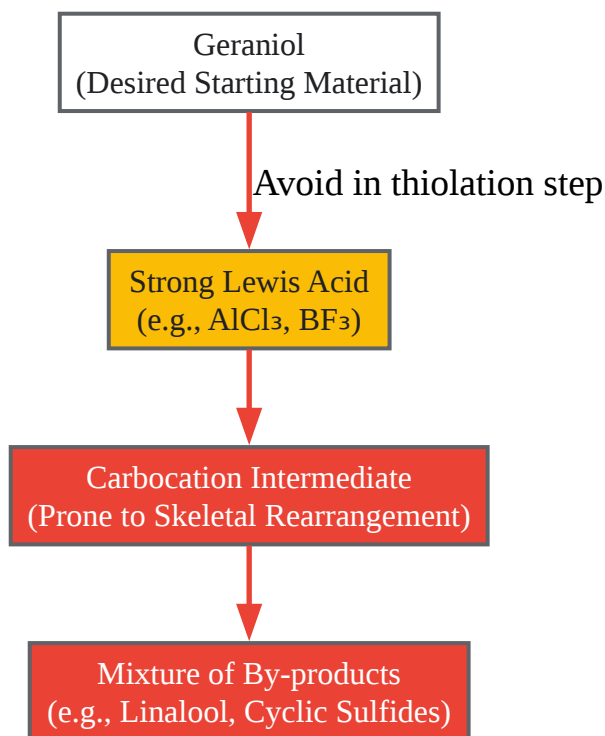 Geraniol
(Desired Starting Material)
Avoid in thiolation step
Strong Lewis Acid
(e.g., AlCl₃, BF₃)
Carbocation Intermediate
(Prone to Skeletal Rearrangement)
Mixture of By-products
(e.g., Linalool, Cyclic Sulfides)